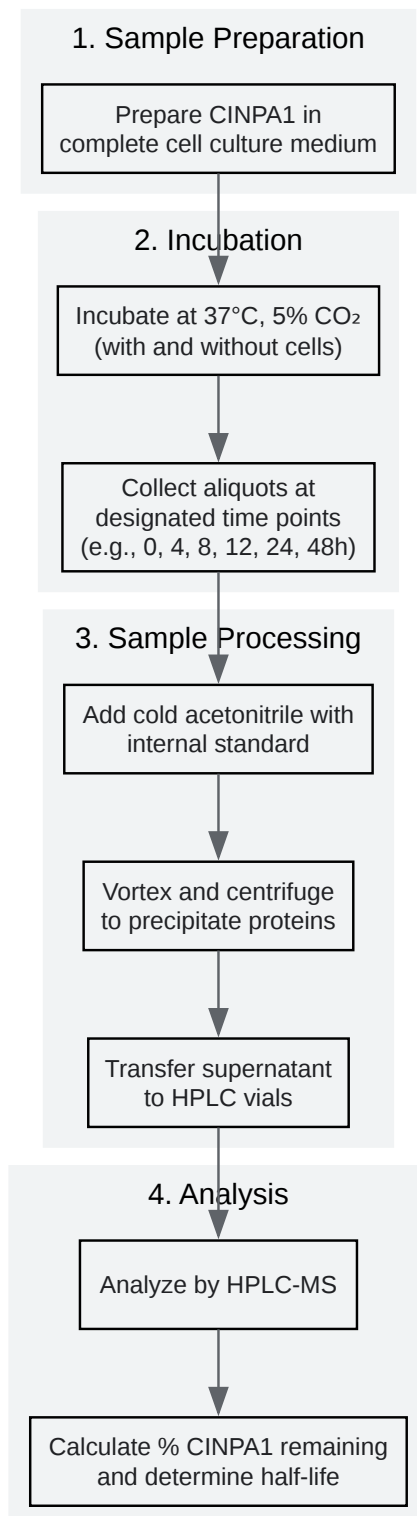 1. Sample Preparation
Prepare CINPA1 in
complete cell culture medium
2. Incubation
Incubate at 37°C, 5% CO₂
(with and without cells)
Collect aliquots at
designated time points
(e.g., 0, 4, 8, 12, 24, 48h)
3. Sample Processing
Add cold acetonitrile with
internal standard
Vortex and centrifuge
to precipitate proteins
Transfer supernatant
to HPLC vials
4. Analysis
Analyze by HPLC-MS
Calculate % CINPA1 remaining
and determine half-life